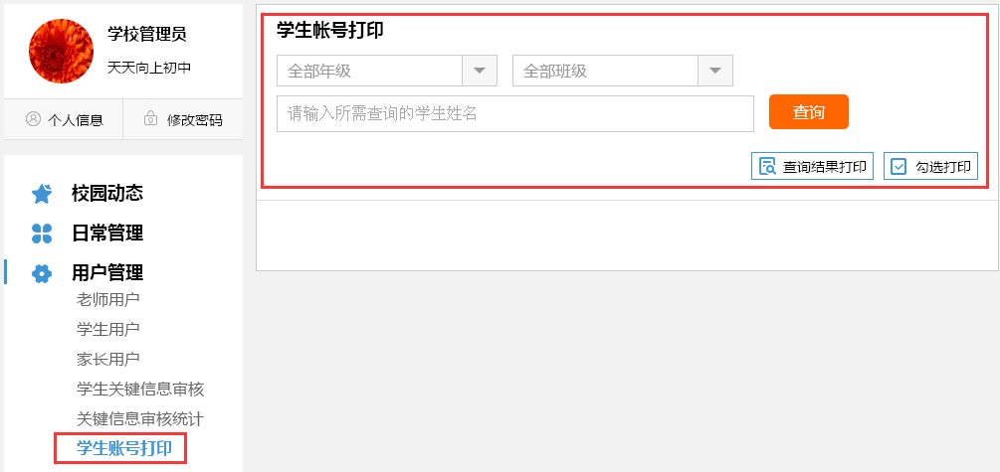 学校管理员
天天向上初中
个人信息 修改密码
校园动态
日常管理
用户管理
老师用户
学生用户
家长用户
学生关键信息审核
关键信息审核统计
学生账号打印
学生帐号打印
全部年级 全部班级
请输入所需查询的学生姓名 查询
查询结果打印 勾选打印